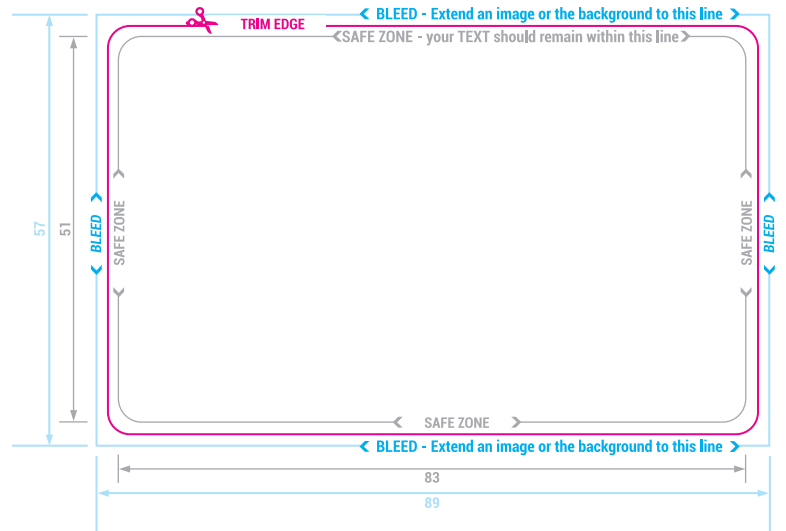 BLEED - Extend an image or the background to this line
TRIM EDGE
SAFE ZONE - your TEXT should remain within this line
57
51
BLEED
SAFE ZONE
SAFE ZONE
BLEED
SAFE ZONE
BLEED - Extend an image or the background to this line
83
89